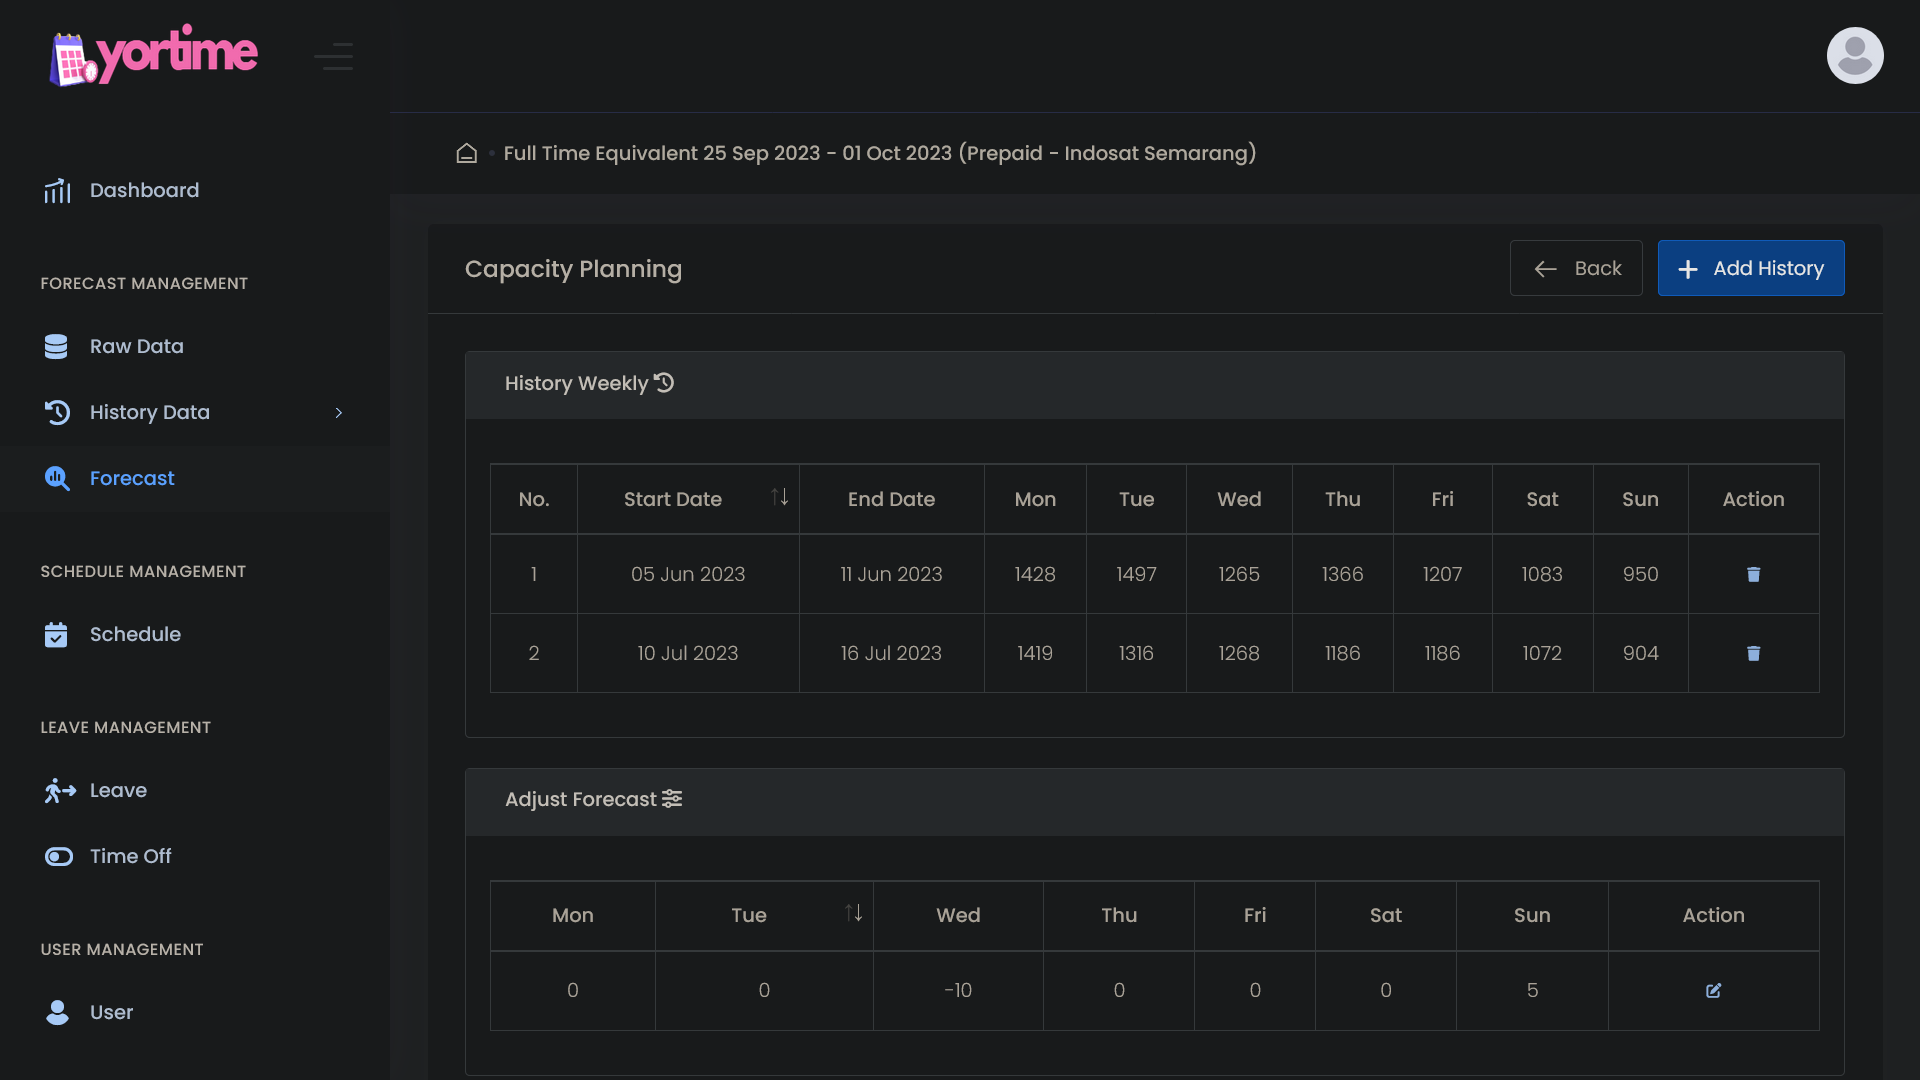 yortime
Full Time Equivalent 25 Sep 2023 - 01 Oct 2023 (Prepaid - Indosat Semarang)
Dashboard
FORECAST MANAGEMENT
Raw Data
History Data
Forecast
SCHEDULE MANAGEMENT
Schedule
LEAVE MANAGEMENT
Leave
Time Off
USER MANAGEMENT
User
Capacity Planning
Back
Add History
History Weekly
No. Start Date End Date Mon Tue Wed Thu Fri Sat Sun Action
1 05 Jun 2023 11 Jun 2023 1428 1497 1265 1366 1207 1083 950
2 10 Jul 2023 16 Jul 2023 1419 1316 1268 1186 1186 1072 904
Adjust Forecast
Mon Tue Wed Thu Fri Sat Sun Action
0 0 -10 0 0 0 5